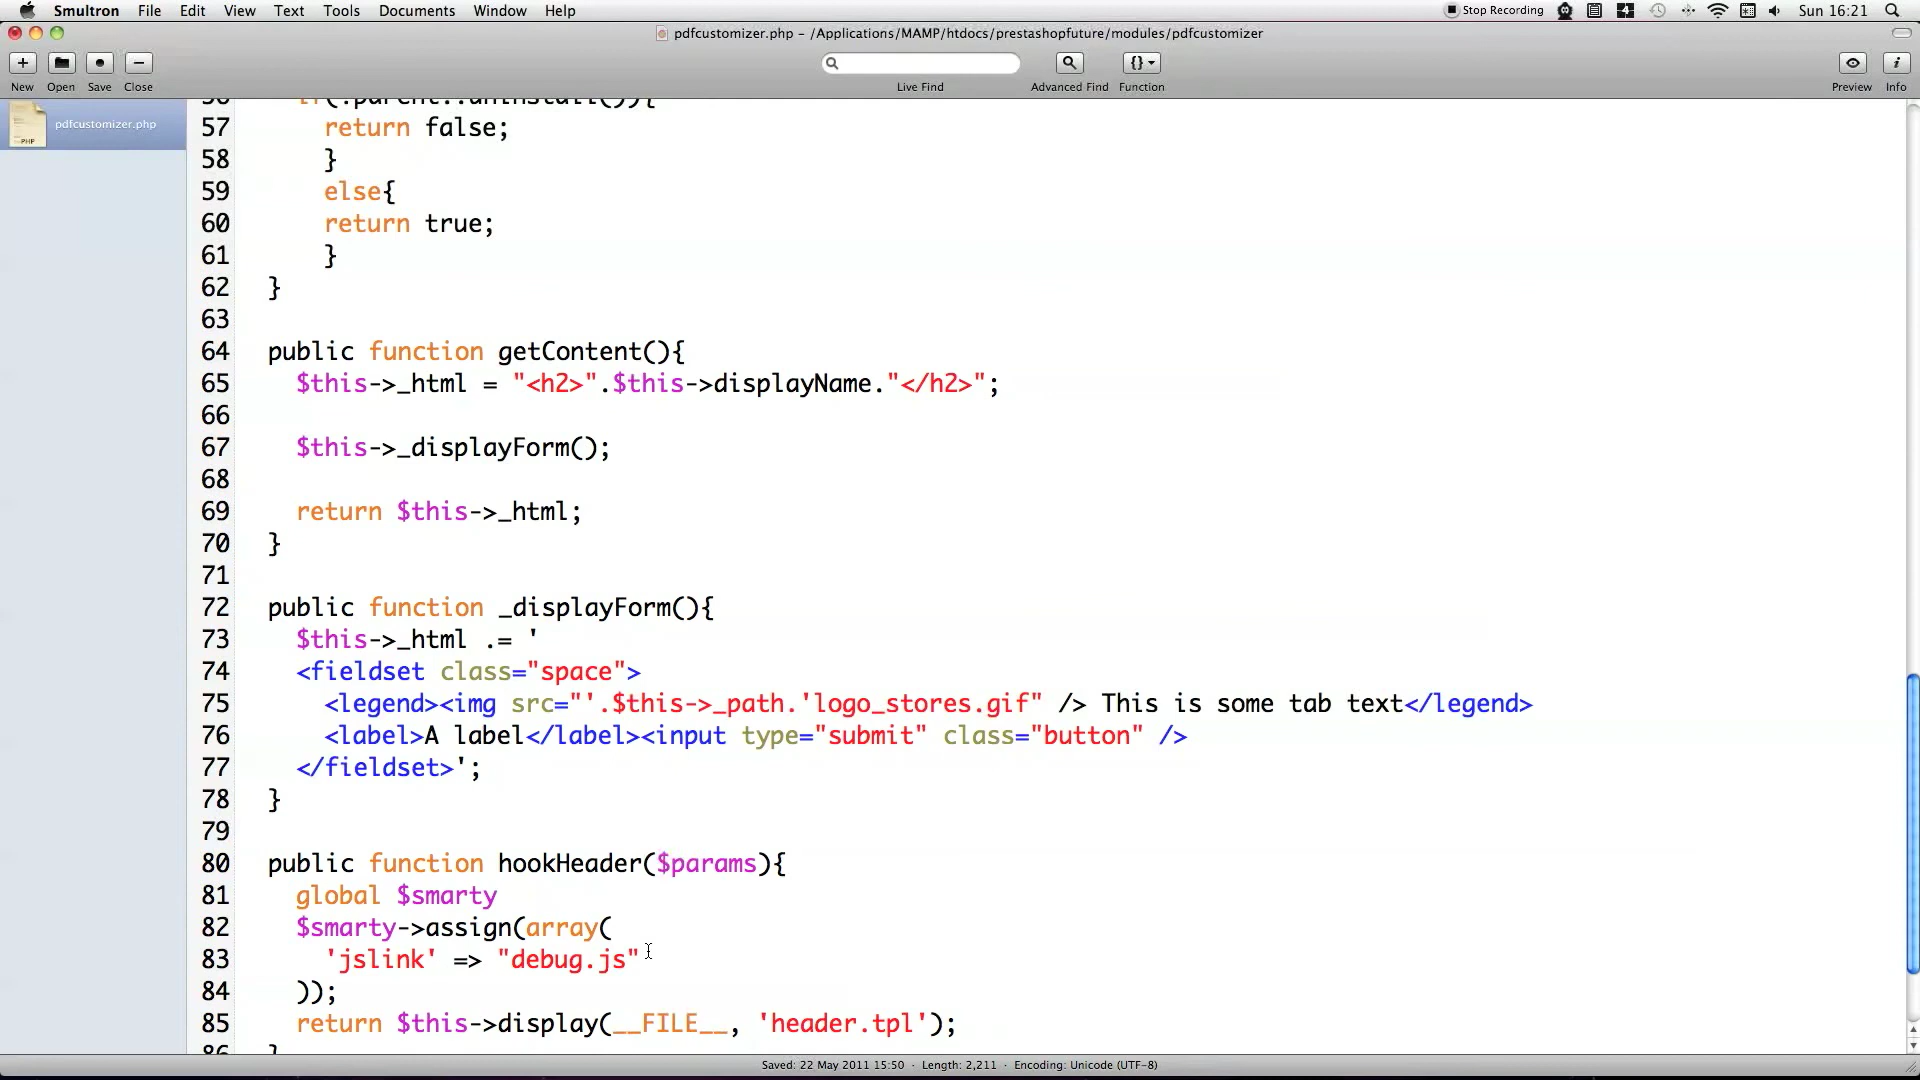 Smultron File Edit View Text Tools Documents Window Help Stop Recording 4 Sun 16:21
pdfcustomizer.php – /Applications/MAMP/htdocs/prestashopfuture/modules/pdfcustomizer
New Open Save Close Live Find Advanced Find {} Function Preview Info
PHP pdfcustomizer.php
56 if(!parent::uninstall()){
57 return false;
58 }
59 else{
60 return true;
61 }
62 }
63
64 public function getContent(){
65 $this->_html = "<h2>".$this->displayName."</h2>";
66
67 $this->_displayForm();
68
69 return $this->_html;
70 }
71
72 public function _displayForm(){
73 $this->_html .= '
74 <fieldset class="space">
75 <legend><img src="'.$this->_path.'logo_stores.gif" /> This is some tab text</legend>
76 <label>A label</label><input type="submit" class="button" />
77 </fieldset>';
78 }
79
80 public function hookHeader($params){
81 global $smarty
82 $smarty->assign(array(
83 'jslink' => "debug.js"
84 ));
85 return $this->display(__FILE__, 'header.tpl');
86 }
Saved: 22 May 2011 15:50 · Length: 2,211 · Encoding: Unicode (UTF-8)